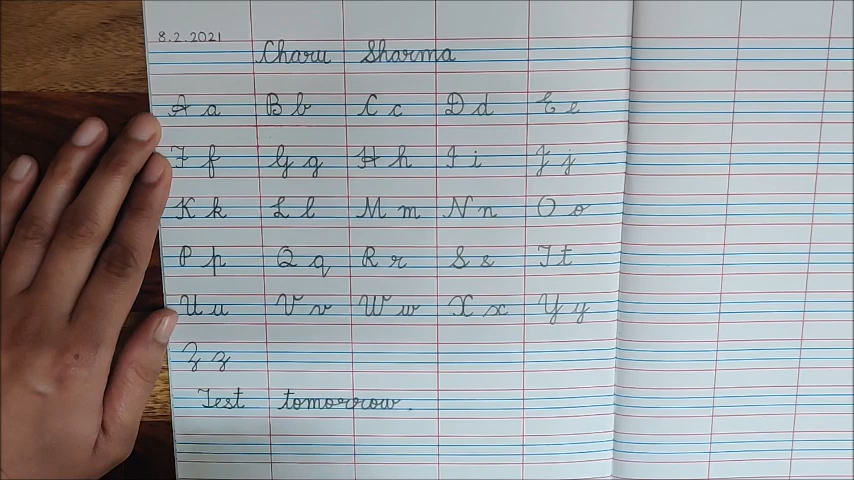 8.2.2021
Charu Sharma
A a B b C c D d E e
F f G g H h I i J j
K k L l M m N n O o
P p Q q R r S s T t
U u V v W w X x Y y
Z z
Test tomorrow.